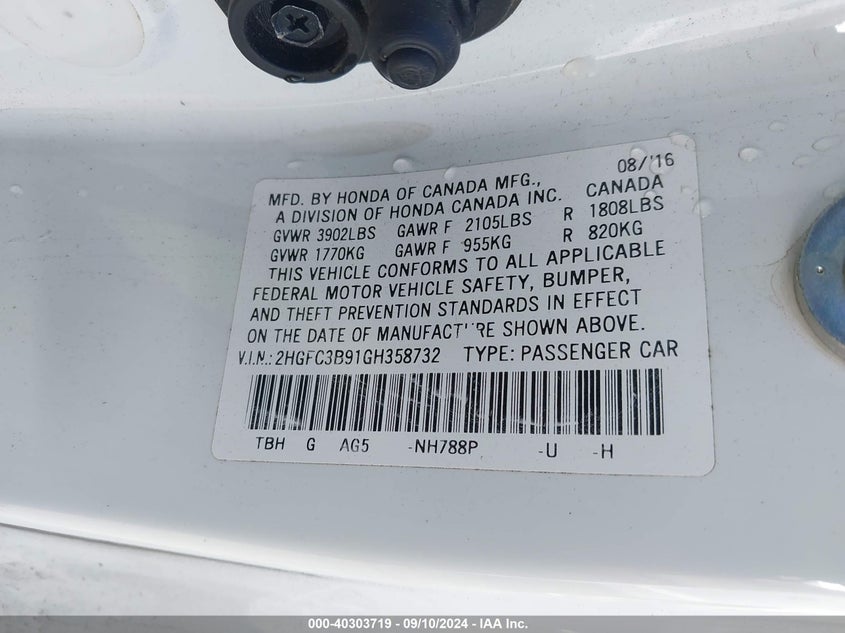 08/'16
MFD. BY HONDA OF CANADA MFG., CANADA
A DIVISION OF HONDA CANADA INC.
GVWR 3902LBS GAWR F 2105LBS R 1808LBS
GVWR 1770KG GAWR F 955KG R 820KG
THIS VEHICLE CONFORMS TO ALL APPLICABLE
FEDERAL MOTOR VEHICLE SAFETY, BUMPER,
AND THEFT PREVENTION STANDARDS IN EFFECT
ON THE DATE OF MANUFACTURE SHOWN ABOVE.
V.I.N.: 2HGFC3B91GH358732 TYPE: PASSENGER CAR
TBH G AG5 -NH788P -U -H
000-40303719 - 09/10/2024 - IAA Inc.